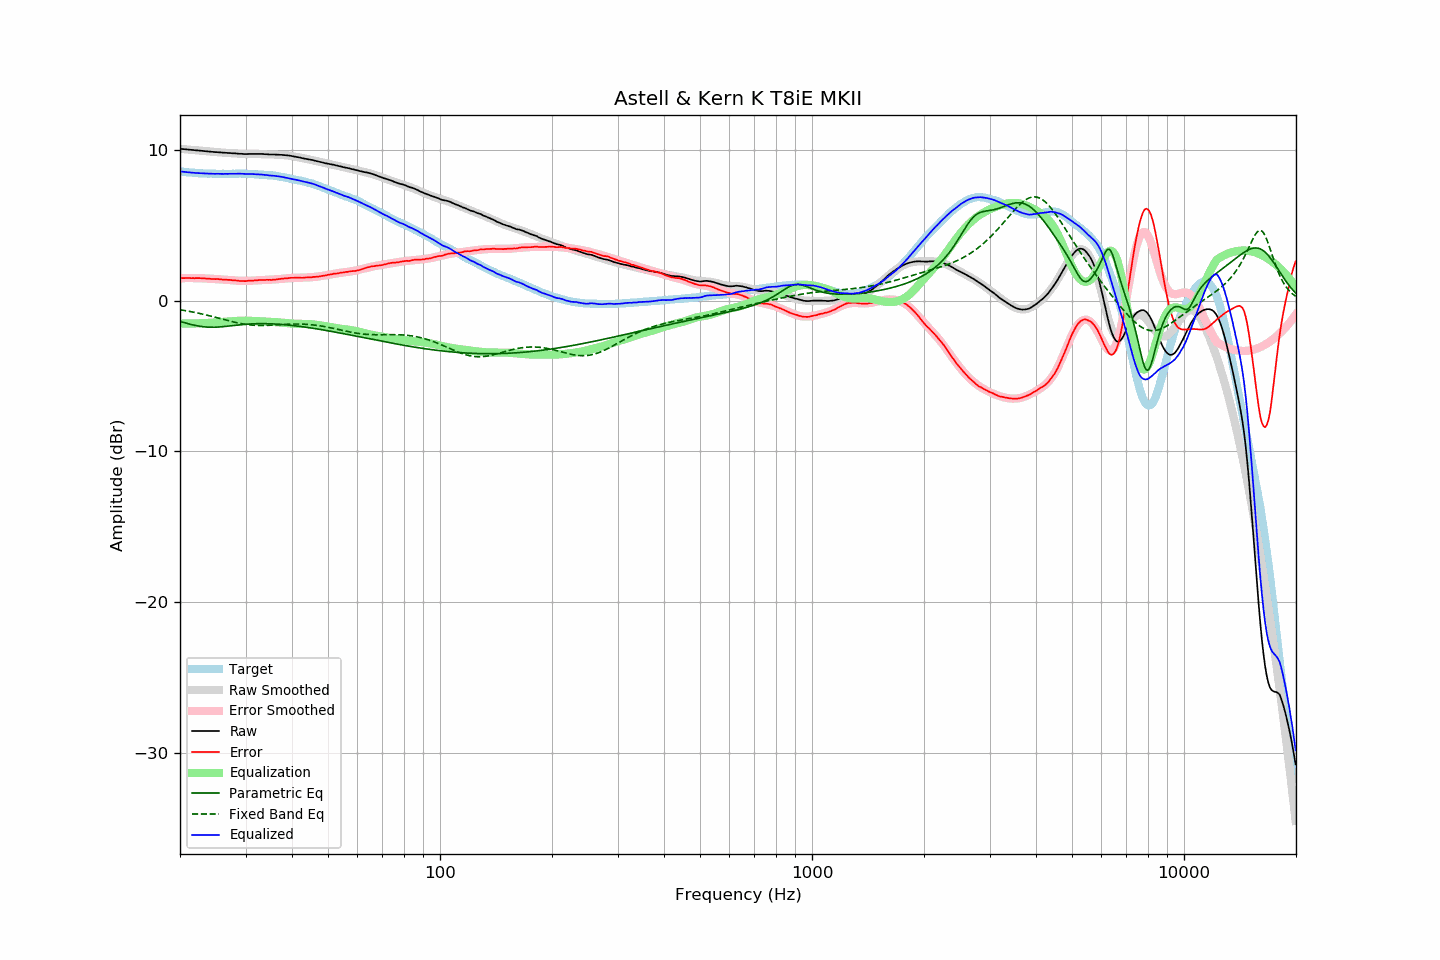 Astell & Kern K T8iE MKII
10
0
−10
−20
−30
Amplitude (dBr)
Target
Raw Smoothed
Error Smoothed
Raw
Error
Equalization
Parametric Eq
Fixed Band Eq
Equalized
100
1000
10000
Frequency (Hz)